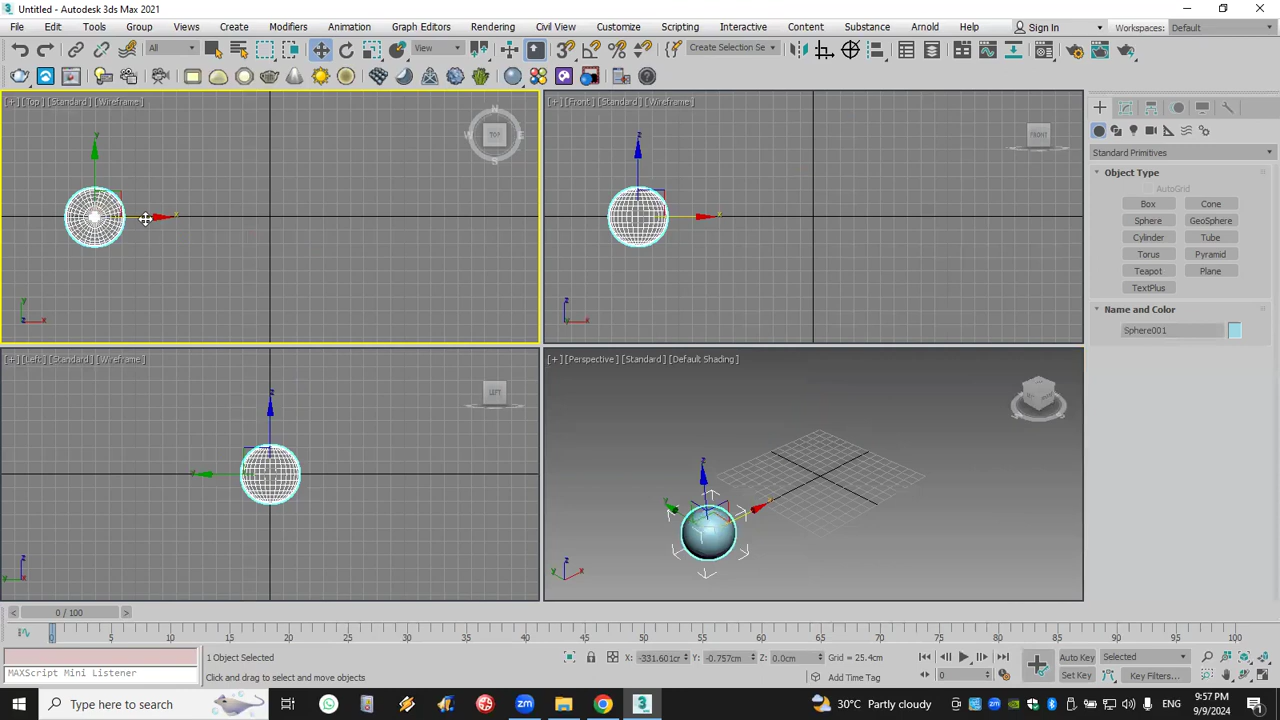 Untitled - Autodesk 3ds Max 2021
File Edit Tools Group Views Create Modifiers Animation Graph Editors Rendering Civil View Customize Scripting Interactive Content Substance Arnold Help Sign In Workspaces: Default
All View Create Selection Se
[+] [Top] [Standard] [Wireframe]
[+] [Front] [Standard] [Wireframe]
N
W TOP E
S
FRONT
y
x
z
x
y
z x
z
y x
Standard Primitives
Object Type
AutoGrid
Box Cone
Sphere GeoSphere
Cylinder Tube
Torus Pyramid
Teapot Plane
TextPlus
Name and Color
Sphere001
[+] [Left] [Standard] [Wireframe]
[+] [Perspective] [Standard] [Default Shading]
LEFT
z
y
z
y x
z
y
x
z
y x
< 0 / 100 >
0 5 10 15 20 25 30 35 40 45 50 55 60 65 70 75 80 85 90 95 100
1 Object Selected
X: -331.601cr Y: -0.757cm Z: 0.0cm Grid = 25.4cm
Auto Key Selected
MAXScript Mini Listener
Click and drag to select and move objects
Add Time Tag
0
Set Key Key Filters...
Type here to search
zm
3
30°C Partly cloudy
zm
ENG
9:57 PM
9/9/2024